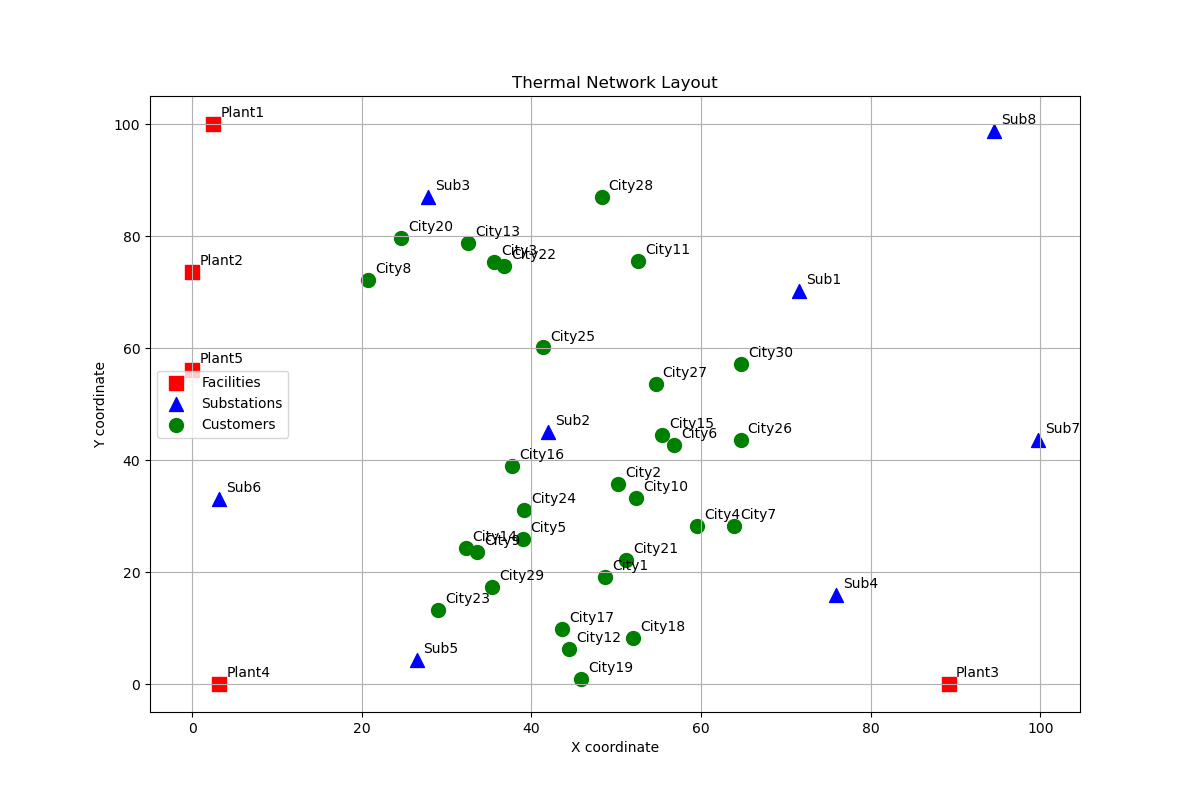 Thermal Network Layout
Plant1
Sub8
100
Sub3
City28
City20
City13
80
City3
City22
City11
Plant2
City8
Sub1
City25
60
Plant5
City30
City27
Facilities
Substations
Customers
Y coordinate
Sub2
City15
City6
City26
Sub7
40
City16
City2
City10
Sub6
City24
City4
City7
City5
City14
City9
City21
City1
20
City29
Sub4
City23
City17
City18
City12
Sub5
City19
Plant4
Plant3
0
0 20 40 60 80 100
X coordinate